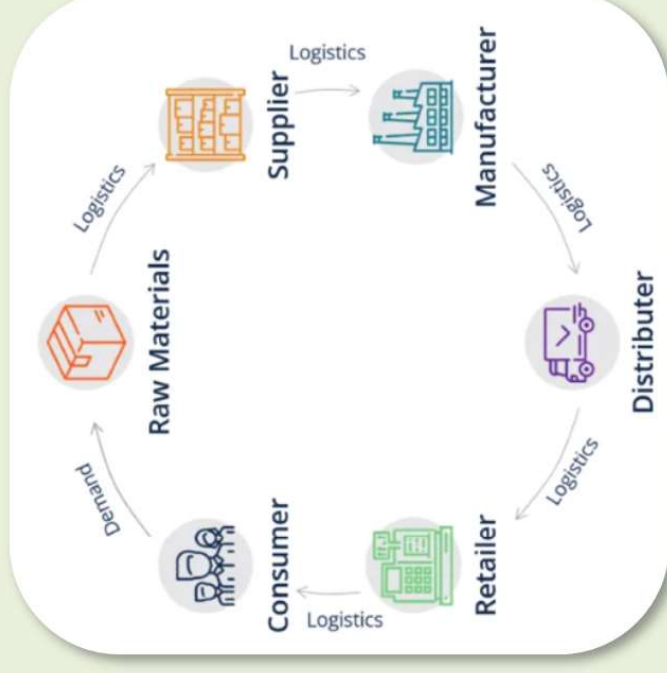 Raw Materials
Logistics
Supplier
Logistics
Manufacturer
Logistics
Distributer
Logistics
Retailer
Logistics
Consumer
Demand